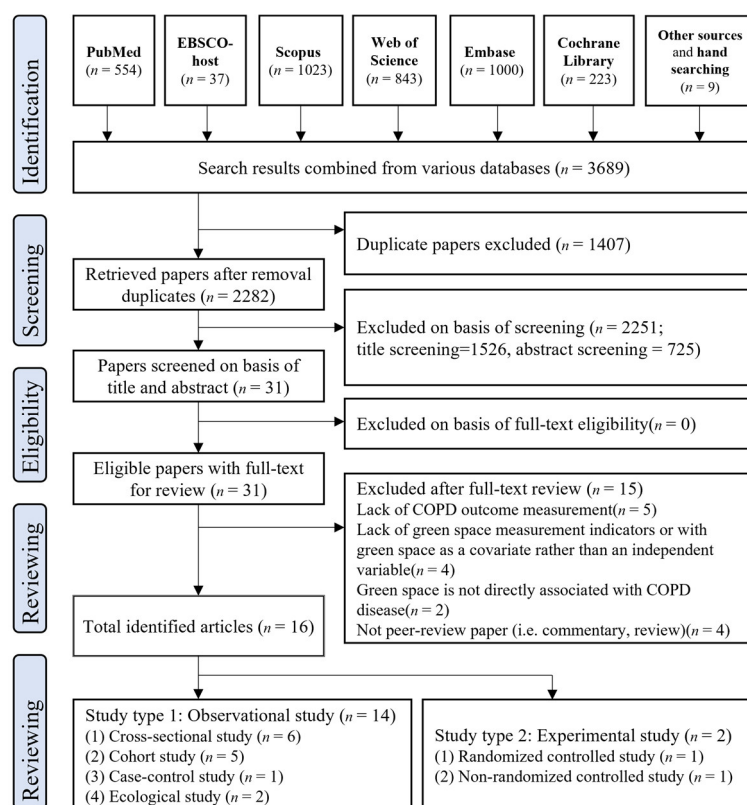 Identification
PubMed
(n = 554)
EBSCO-
host
(n = 37)
Scopus
(n = 1023)
Web of
Science
(n = 843)
Embase
(n = 1000)
Cochrane
Library
(n = 223)
Other sources
and hand
searching
(n = 9)
Search results combined from various databases (n = 3689)
Screening
Duplicate papers excluded (n = 1407)
Retrieved papers after removal
duplicates (n = 2282)
Excluded on basis of screening (n = 2251;
title screening=1526, abstract screening = 725)
Papers screened on basis of
title and abstract (n = 31)
Eligibility
Excluded on basis of full-text eligibility(n = 0)
Eligible papers with full-text
for review (n = 31)
Reviewing
Excluded after full-text review (n = 15)
Lack of COPD outcome measurement(n = 5)
Lack of green space measurement indicators or with
green space as a covariate rather than an independent
variable(n = 4)
Green space is not directly associated with COPD
disease(n = 2)
Not peer-review paper (i.e. commentary, review)(n = 4)
Total identified articles (n = 16)
Reviewing
Study type 1: Observational study (n = 14)
(1) Cross-sectional study (n = 6)
(2) Cohort study (n = 5)
(3) Case-control study (n = 1)
(4) Ecological study (n = 2)
Study type 2: Experimental study (n = 2)
(1) Randomized controlled study (n = 1)
(2) Non-randomized controlled study (n = 1)